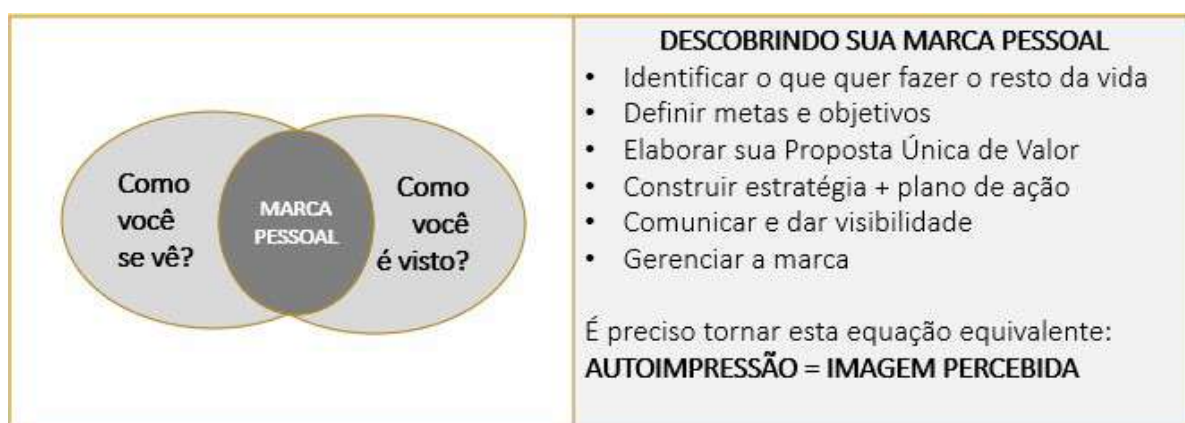 Como
você
se vê?
MARCA
PESSOAL
Como
você
é visto?
DESCOBRINDO SUA MARCA PESSOAL
• Identificar o que quer fazer o resto da vida
• Definir metas e objetivos
• Elaborar sua Proposta Única de Valor
• Construir estratégia + plano de ação
• Comunicar e dar visibilidade
• Gerenciar a marca
É preciso tornar esta equação equivalente:
AUTOIMPRESSÃO = IMAGEM PERCEBIDA